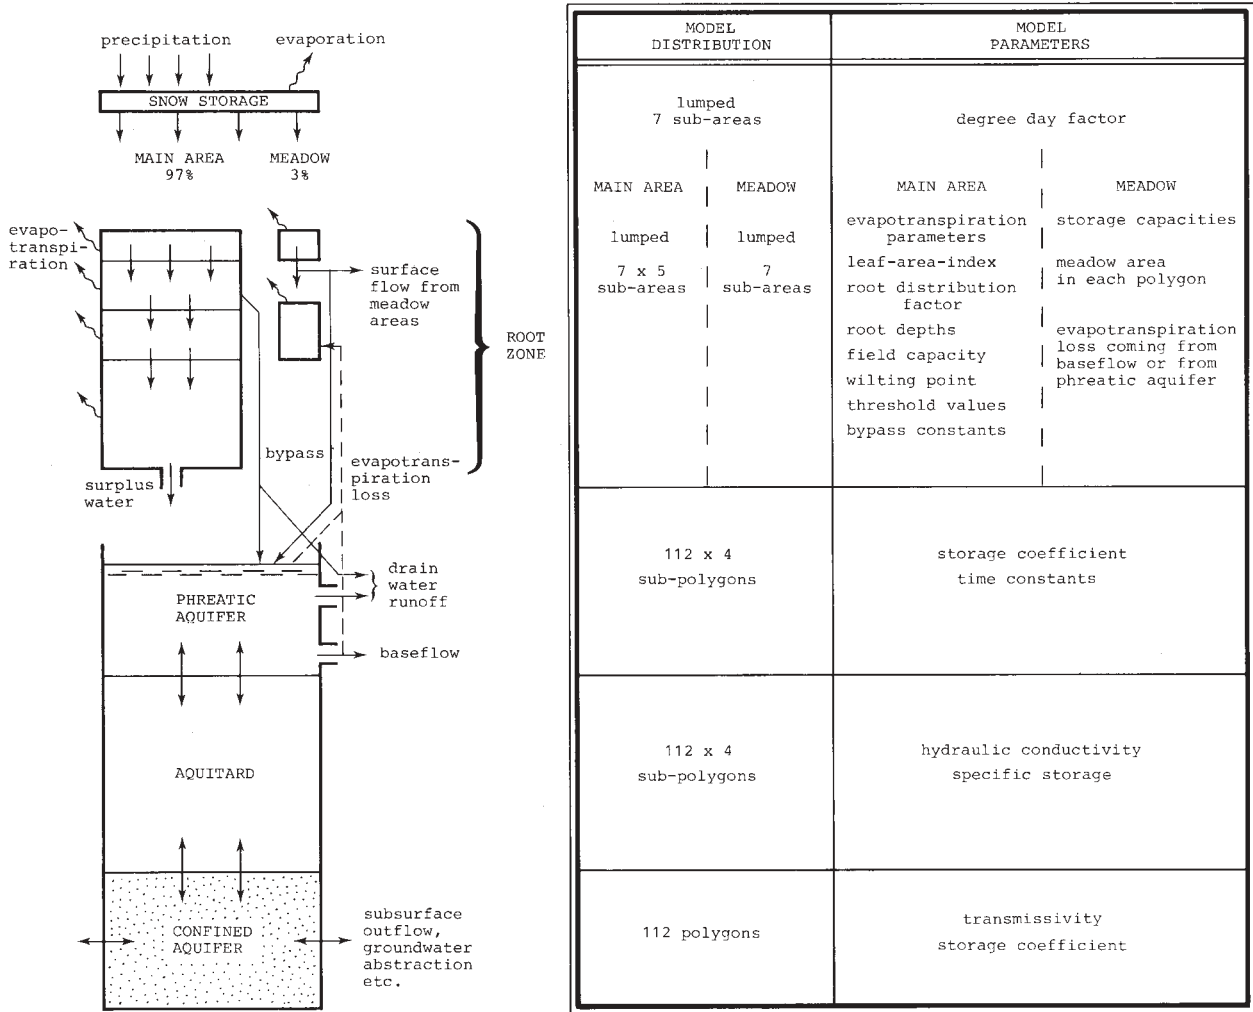 precipitation
evaporation
SNOW STORAGE
MAIN AREA
97%
MEADOW
3%
evapo-
transpi-
ration
surface
flow from
meadow
areas
ROOT
ZONE
bypass
evapotrans-
piration
loss
surplus
water
drain
water
runoff
PHREATIC
AQUIFER
baseflow
AQUITARD
CONFINED
AQUIFER
subsurface
outflow,
groundwater
abstraction
etc.
MODEL
DISTRIBUTION
MODEL
PARAMETERS
lumped
7 sub-areas
degree day factor
MAIN AREA
MEADOW
MAIN AREA
MEADOW
lumped
7 x 5
sub-areas
lumped
7
sub-areas
evapotranspiration
parameters
leaf-area-index
root distribution
factor
root depths
field capacity
wilting point
threshold values
bypass constants
storage capacities
meadow area
in each polygon
evapotranspiration
loss coming from
baseflow or from
phreatic aquifer
112 x 4
sub-polygons
storage coefficient
time constants
112 x 4
sub-polygons
hydraulic conductivity
specific storage
112 polygons
transmissivity
storage coefficient